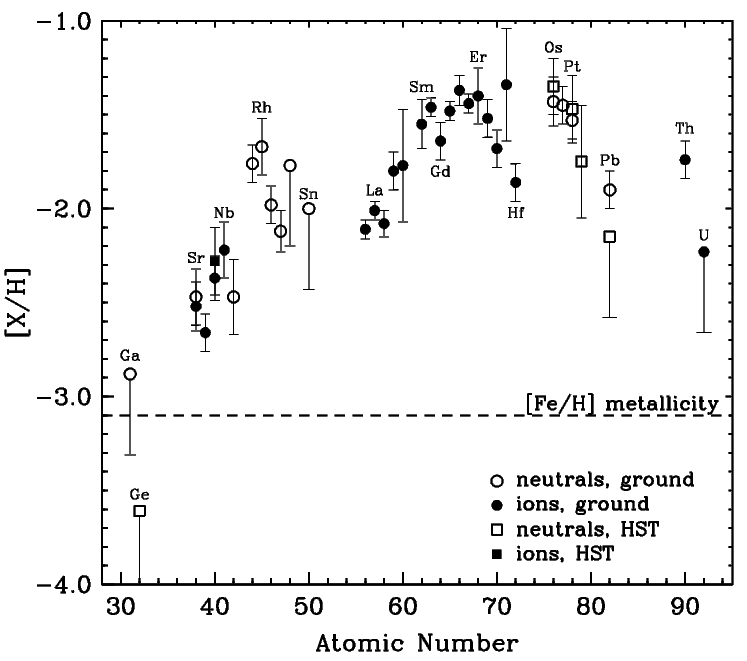 −1.0
Os
Er
Pt
Sm
Rh
Th
Gd
Pb
La
Sn
−2.0
Nb
Hf
U
Sr
[X/H]
Ga
−3.0
[Fe/H] metallicity
neutrals, ground
Ge
ions, ground
neutrals, HST
ions, HST
−4.0
30 40 50 60 70 80 90
Atomic Number